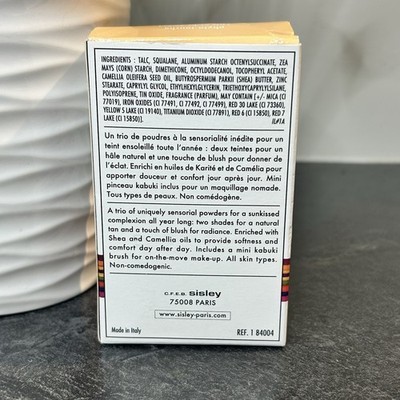 INGREDIENTS : TALC, SQUALANE, ALUMINUM STARCH OCTENYLSUCCINATE, ZEA
MAYS (CORN) STARCH, DIMETHICONE, OCTYLDODECANOL, TOCOPHERYL ACETATE,
CAMELLIA OLEIFERA SEED OIL, BUTYROSPERMUM PARKII (SHEA) BUTTER, ZINC
STEARATE, CAPRYLYL GLYCOL, ETHYLHEXYLGLYCERIN, TRIETHOXYCAPRYLYLSILANE,
POLYISOPRENE, TIN OXIDE, FRAGRANCE (PARFUM), MAY CONTAIN [+/- MICA (CI
77019), IRON OXIDES (CI 77491, CI 77492, CI 77499), RED 30 LAKE (CI 73360),
YELLOW 5 LAKE (CI 19140), TITANIUM DIOXIDE (CI 77891), RED 6 (CI 15850), RED 7
LAKE (CI 15850)]. IL#1A
Un trio de poudres à la sensorialité inédite pour un
teint ensoleillé toute l'année : deux teintes pour un
hâle naturel et une touche de blush pour donner de
l'éclat. Enrichi en huiles de Karité et de Camélia pour
apporter douceur et confort jour après jour. Mini
pinceau kabuki inclus pour un maquillage nomade.
Tous types de peaux. Non comédogène.
A trio of uniquely sensorial powders for a sunkissed
complexion all year long: two shades for a natural
tan and a touch of blush for radiance. Enriched with
Shea and Camellia oils to provide softness and
comfort day after day. Includes a mini kabuki
brush for on-the-move make-up. All skin types.
Non-comedogenic.
C.F.E.B. sisley
75008 PARIS
www.sisley-paris.com
Made in Italy REF. 1 84004